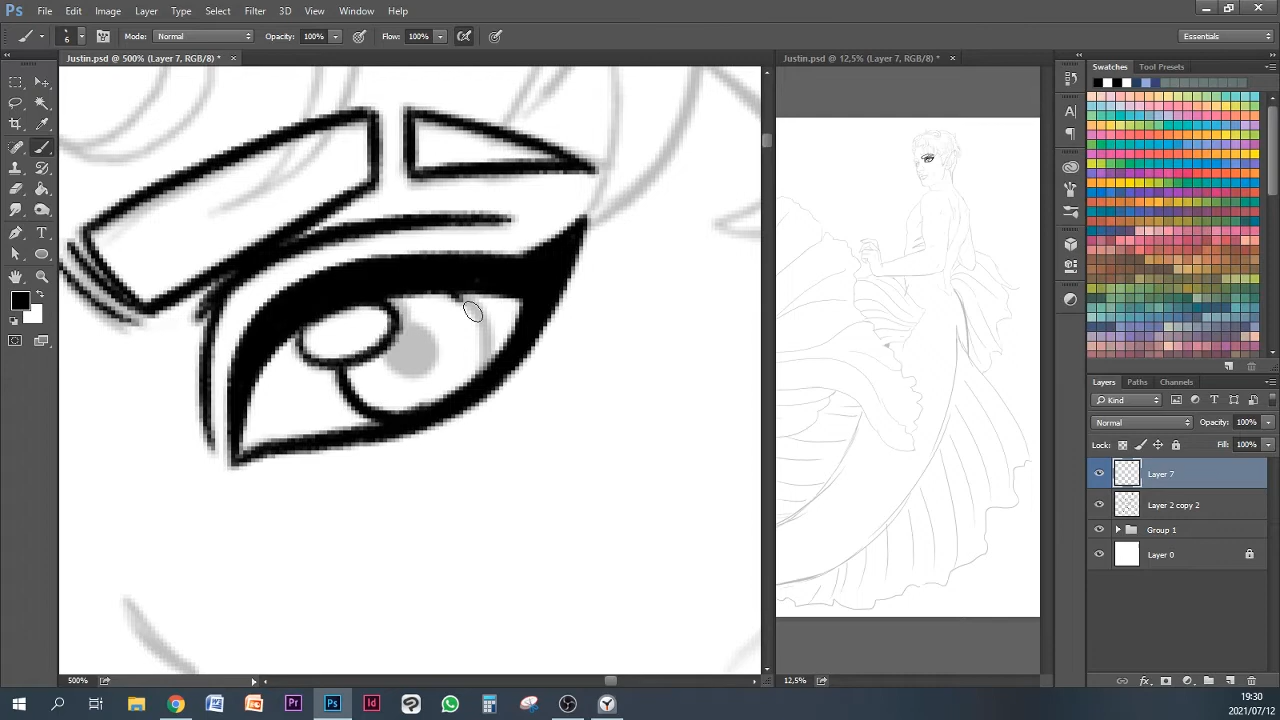 Ps File Edit Image Layer Type Select Filter 3D View Window Help
6 Mode: Normal Opacity: 100% Flow: 100% Essentials
Justin.psd @ 500% (Layer 7, RGB/8) * Justin.psd @ 12,5% (Layer 7, RGB/8) *
Swatches Tool Presets
Layers Paths Channels
Kind
Normal Opacity: 100%
Lock: Fill: 100%
Layer 7
Layer 2 copy 2
Group 1
Layer 0
500% 12,5%
19:30
2021/07/12